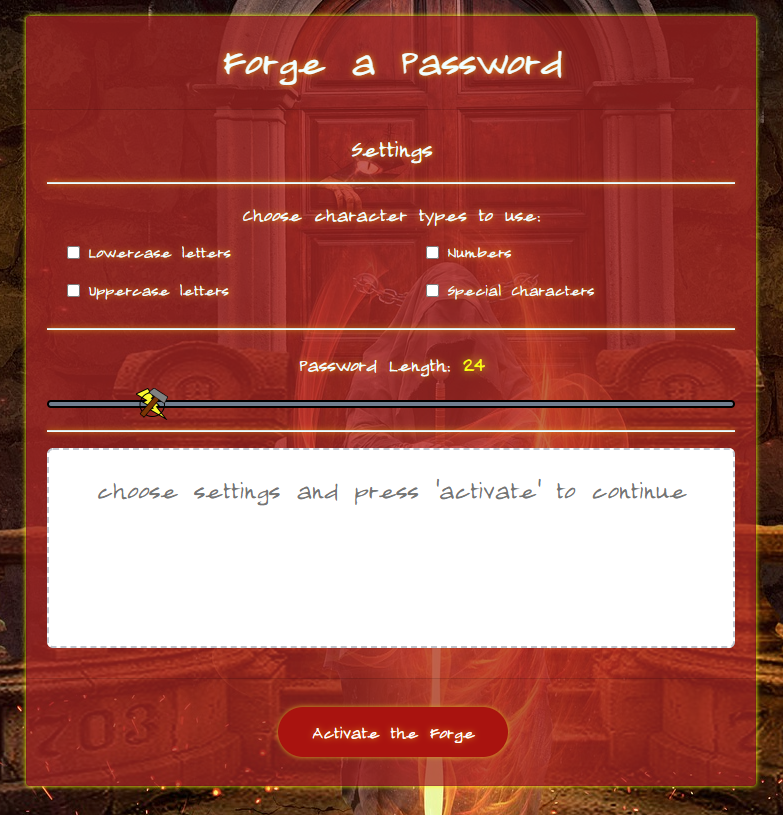 Forge a Password
Settings
Choose character types to use:
Lowercase letters
Numbers
Uppercase letters
Special Characters
Password Length: 24
choose settings and press 'activate' to continue
703
Activate the Forge